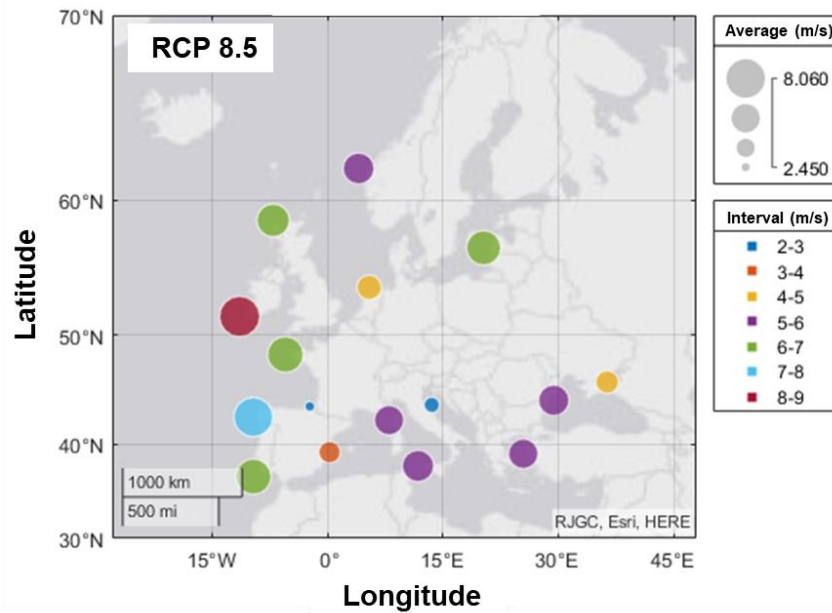 70°N
RCP 8.5
60°N
50°N
40°N
30°N
Latitude
1000 km
500 mi
RJGC, Esri, HERE
15°W
0°
15°E
30°E
45°E
Longitude
Average (m/s)
8.060
2.450
Interval (m/s)
2-3
3-4
4-5
5-6
6-7
7-8
8-9